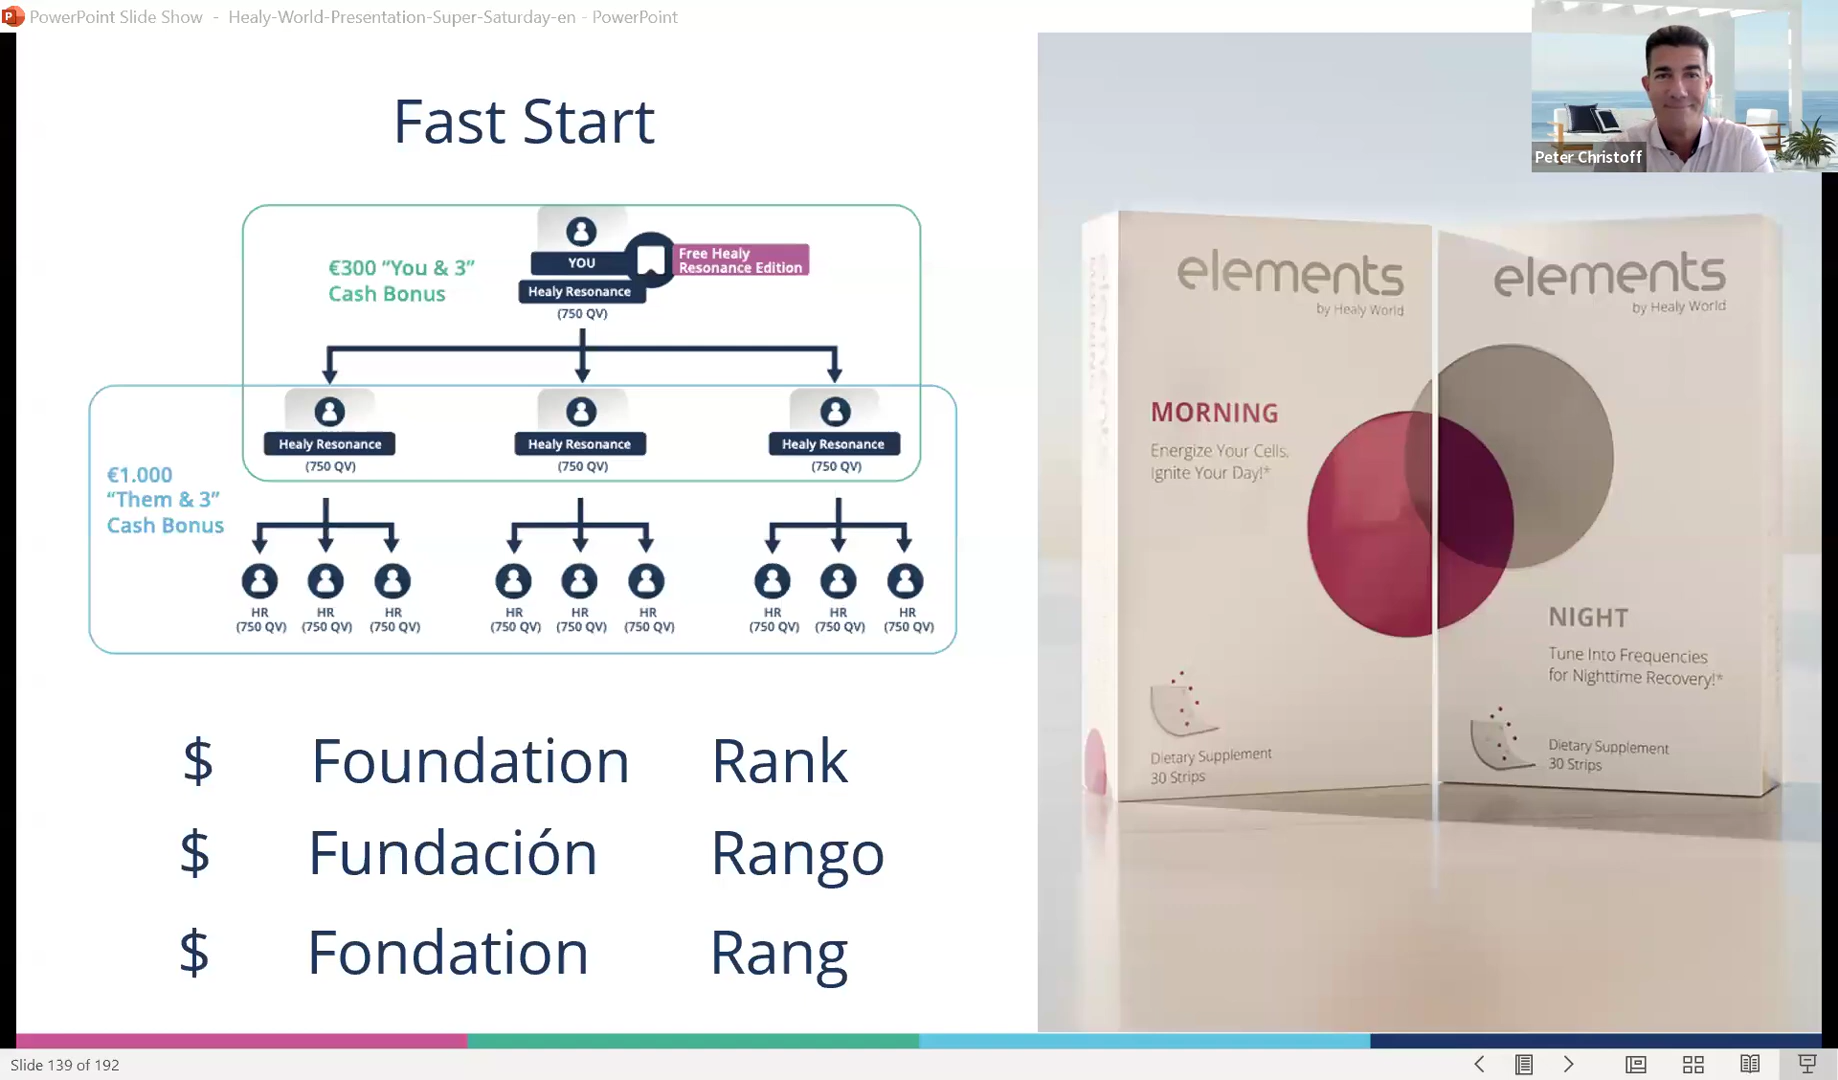 PowerPoint Slide Show - Healy-World-Presentation-Super-Saturday-en - PowerPoint
Peter Christoff
Fast Start
€300 “You & 3”
Cash Bonus
YOU
Healy Resonance
(750 QV)
Free Healy
Resonance Edition
Healy Resonance
(750 QV)
Healy Resonance
(750 QV)
Healy Resonance
(750 QV)
€1.000
“Them & 3”
Cash Bonus
HR
(750 QV)
HR
(750 QV)
HR
(750 QV)
HR
(750 QV)
HR
(750 QV)
HR
(750 QV)
HR
(750 QV)
HR
(750 QV)
HR
(750 QV)
$ Foundation Rank
$ Fundación Rango
$ Fondation Rang
elements
by Healy World
MORNING
Energize Your Cells.
Ignite Your Day!*
Dietary Supplement
30 Strips
elements
by Healy World
NIGHT
Tune Into Frequencies
for Nighttime Recovery!*
Dietary Supplement
30 Strips
Slide 139 of 192